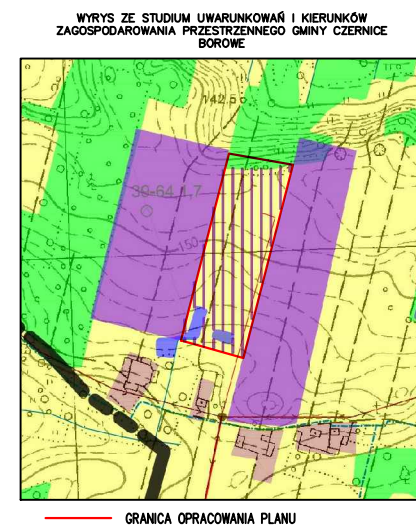 WYRYS ZE STUDIUM UWARUNKOWAŃ I KIERUNKÓW
ZAGOSPODAROWANIA PRZESTRZENNEGO GMINY CZERNICE
BOROWE
142.5
39-64 1,7
150
GRANICA OPRACOWANIA PLANU